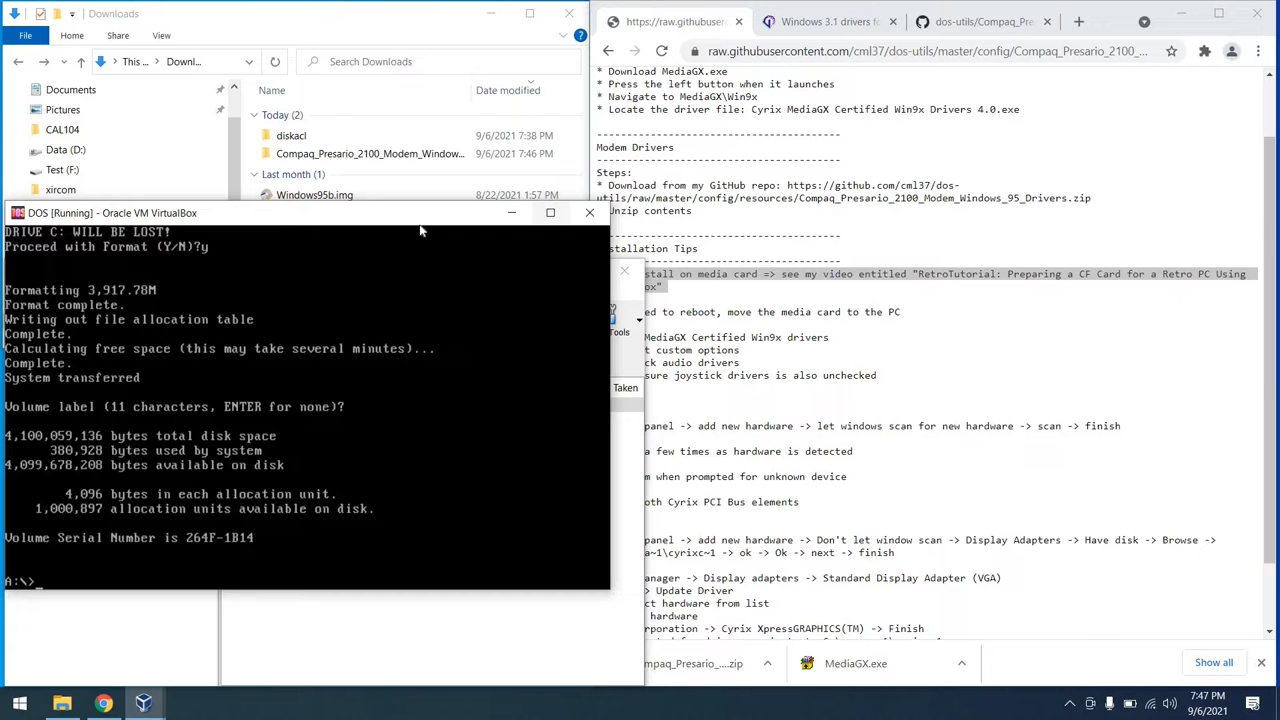 Downloads
File
Home
Share
View
This ...
Downl...
Search Downloads
Documents
Pictures
CAL104
Data (D:)
Test (F:)
xircom
Name
Date modified
Today (2)
diskacl
9/6/2021 7:38 PM
Compaq_Presario_2100_Modem_Window...
9/6/2021 7:46 PM
Last month (1)
Windows95b.img
8/22/2021 1:57 PM
DOS [Running] - Oracle VM VirtualBox
DRIVE C: WILL BE LOST!
Proceed with Format (Y/N)?y
Formatting 3,917.78M
Format complete.
Writing out file allocation table
Complete.
Calculating free space (this may take several minutes)...
Complete.
System transferred
Volume label (11 characters, ENTER for none)?
4,100,059,136 bytes total disk space
380,928 bytes used by system
4,099,678,208 bytes available on disk
4,096 bytes in each allocation unit.
1,000,897 allocation units available on disk.
Volume Serial Number is 264F-1B14
A:\>_
Tools
Taken
https://raw.githubuser
Windows 3.1 drivers for
dos-utils/Compaq_Pres
raw.githubusercontent.com/cml37/dos-utils/master/config/Compaq_Presario_2100_...
* Download MediaGX.exe
* Press the left button when it launches
* Navigate to MediaGX\Win9x
* Locate the driver file: Cyrix MediaGX Certified Win9x Drivers 4.0.exe
---------------------------------------
Modem Drivers
---------------------------------------
Steps:
* Download from my GitHub repo: https://github.com/cml37/dos-
utils/raw/master/config/resources/Compaq_Presario_2100_Modem_Windows_95_Drivers.zip
Unzip contents
stallation Tips
stall on media card => see my video entitled "RetroTutorial: Preparing a CF Card for a Retro PC Using
ox"
ed to reboot, move the media card to the PC
MediaGX Certified Win9x drivers
t custom options
ck audio drivers
sure joystick drivers is also unchecked
panel -> add new hardware -> let windows scan for new hardware -> scan -> finish
a few times as hardware is detected
m when prompted for unknown device
oth Cyrix PCI Bus elements
panel -> add new hardware -> Don't let window scan -> Display Adapters -> Have disk -> Browse ->
a~1\cyrixc~1 -> ok -> Ok -> next -> finish
anager -> Display adapters -> Standard Display Adapter (VGA)
> Update Driver
ct hardware from list
hardware
orporation -> Cyrix XpressGRAPHICS(TM) -> Finish
mpaq_Presario_....zip
MediaGX.exe
Show all
7:47 PM
9/6/2021